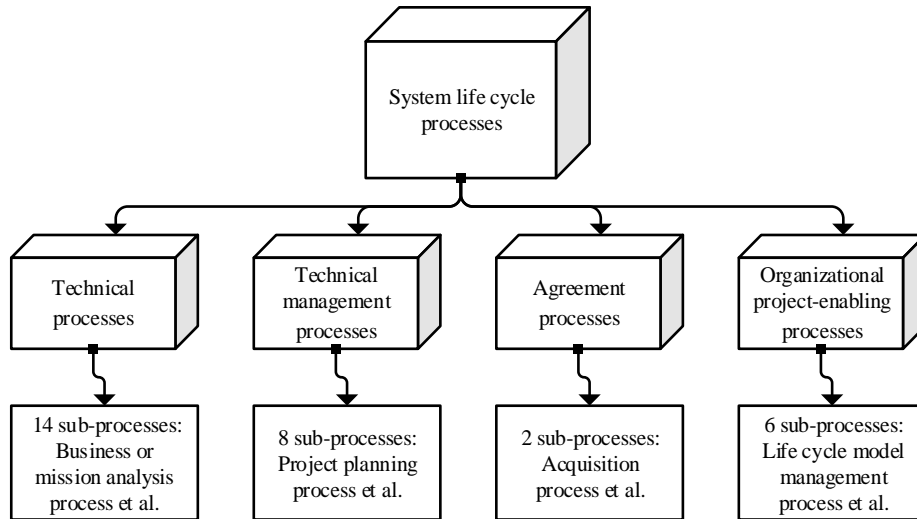 System life cycle
processes
Technical
processes
Technical
management
processes
Agreement
processes
Organizational
project-enabling
processes
14 sub-processes:
Business or
mission analysis
process et al.
8 sub-processes:
Project planning
process et al.
2 sub-processes:
Acquisition
process et al.
6 sub-processes:
Life cycle model
management
process et al.